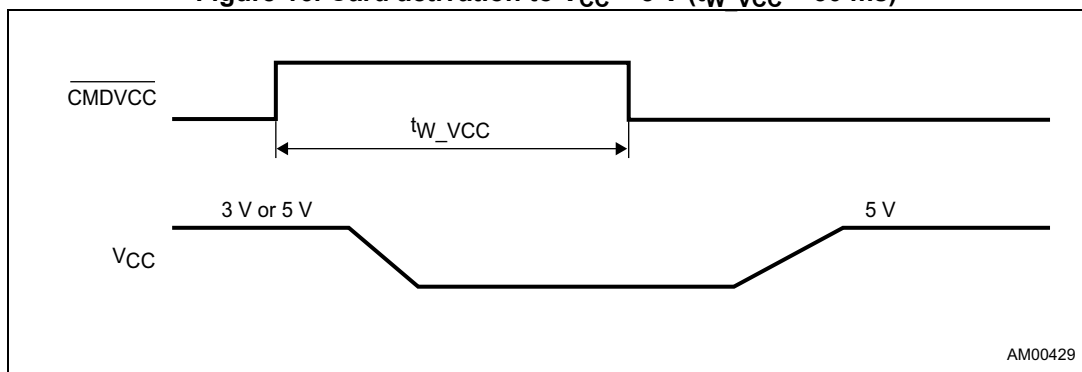 CMDVCC
tW_VCC
3 V or 5 V
5 V
VCC
AM00429